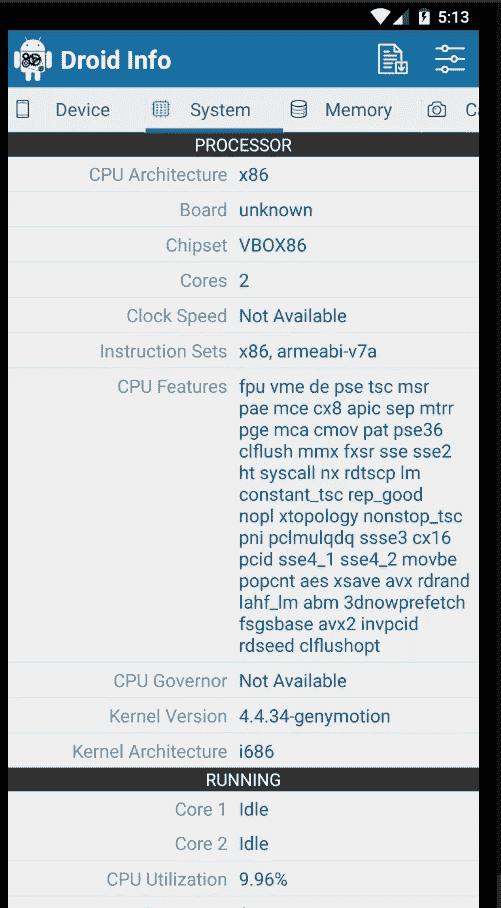 5:13
Droid Info
Device System Memory Ca
PROCESSOR
CPU Architecture x86
Board unknown
Chipset VBOX86
Cores 2
Clock Speed Not Available
Instruction Sets x86, armeabi-v7a
CPU Features fpu vme de pse tsc msr
pae mce cx8 apic sep mtrr
pge mca cmov pat pse36
clflush mmx fxsr sse sse2
ht syscall nx rdtscp lm
constant_tsc rep_good
nopl xtopology nonstop_tsc
pni pclmulqdq ssse3 cx16
pcid sse4_1 sse4_2 movbe
popcnt aes xsave avx rdrand
lahf_lm abm 3dnowprefetch
fsgsbase avx2 invpcid
rdseed clflushopt
CPU Governor Not Available
Kernel Version 4.4.34-genymotion
Kernel Architecture i686
RUNNING
Core 1 Idle
Core 2 Idle
CPU Utilization 9.96%